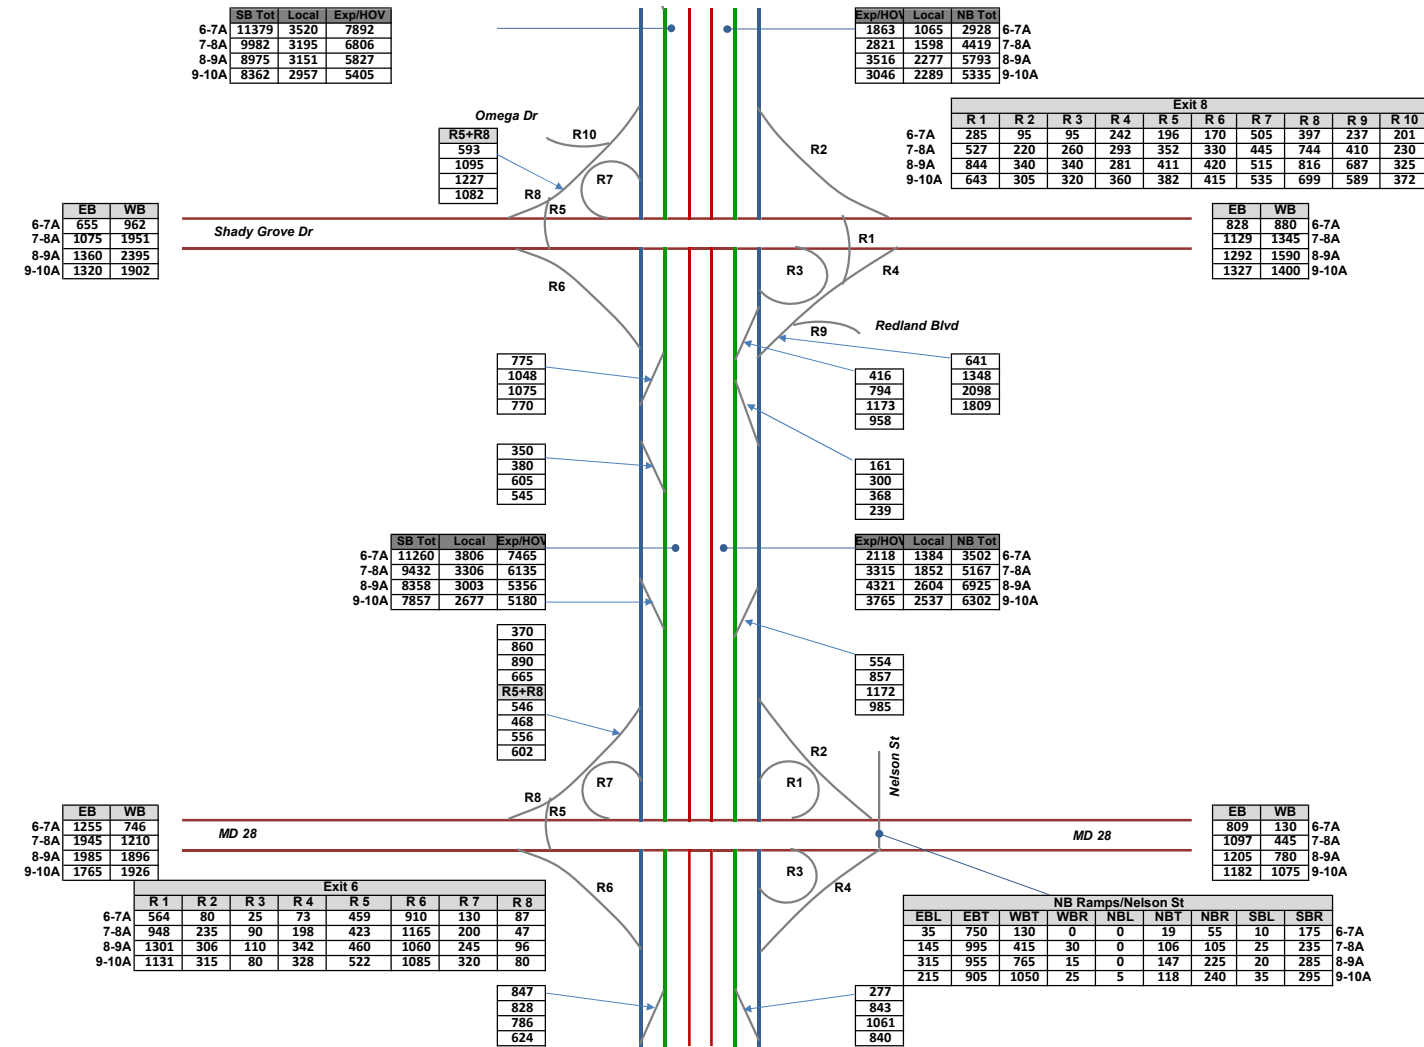 SB Tot Local Exp/HOV
6-7A 11379 3520 7892
7-8A 9982 3195 6806
8-9A 8975 3151 5827
9-10A 8362 2957 5405
Exp/HOV Local NB Tot
1863 1065 2928 6-7A
2821 1598 4419 7-8A
3516 2277 5793 8-9A
3046 2289 5335 9-10A
Exit 8
R 1 R 2 R 3 R 4 R 5 R 6 R 7 R 8 R 9 R 10
6-7A 285 95 95 242 196 170 505 397 237 201
7-8A 527 220 260 293 352 330 445 744 410 230
8-9A 844 340 340 281 411 420 515 816 687 325
9-10A 643 305 320 360 382 415 535 699 589 372
Omega Dr
R5+R8
593
1095
1227
1082
R10
R7
R8
R5
R2
EB WB
6-7A 655 962
7-8A 1075 1951
8-9A 1360 2395
9-10A 1320 1902
Shady Grove Dr
EB WB
828 880 6-7A
1129 1345 7-8A
1292 1590 8-9A
1327 1400 9-10A
R1
R3
R4
R6
R9
Redland Blvd
775
1048
1075
770
416
794
1173
958
641
1348
2098
1809
350
380
605
545
161
300
368
239
SB Tot Local Exp/HOV
6-7A 11260 3806 7465
7-8A 9432 3306 6135
8-9A 8358 3003 5356
9-10A 7857 2677 5180
Exp/HOV Local NB Tot
2118 1384 3502 6-7A
3315 1852 5167 7-8A
4321 2604 6925 8-9A
3765 2537 6302 9-10A
370
860
890
665
R5+R8
546
468
556
602
554
857
1172
985
R2
Nelson St
R7
R1
R8
R5
EB WB
6-7A 1255 746
7-8A 1945 1210
8-9A 1985 1896
9-10A 1765 1926
MD 28
MD 28
EB WB
809 130 6-7A
1097 445 7-8A
1205 780 8-9A
1182 1075 9-10A
R6
R3
R4
Exit 6
R 1 R 2 R 3 R 4 R 5 R 6 R 7 R 8
6-7A 564 80 25 73 459 910 130 87
7-8A 948 235 90 198 423 1165 200 47
8-9A 1301 306 110 342 460 1060 245 96
9-10A 1131 315 80 328 522 1085 320 80
NB Ramps/Nelson St
EBL EBT WBT WBR NBL NBT NBR SBL SBR
35 750 130 0 0 19 55 10 175 6-7A
145 995 415 30 0 106 105 25 235 7-8A
315 955 765 15 0 147 225 20 285 8-9A
215 905 1050 25 5 118 240 35 295 9-10A
847
828
786
624
277
843
1061
840